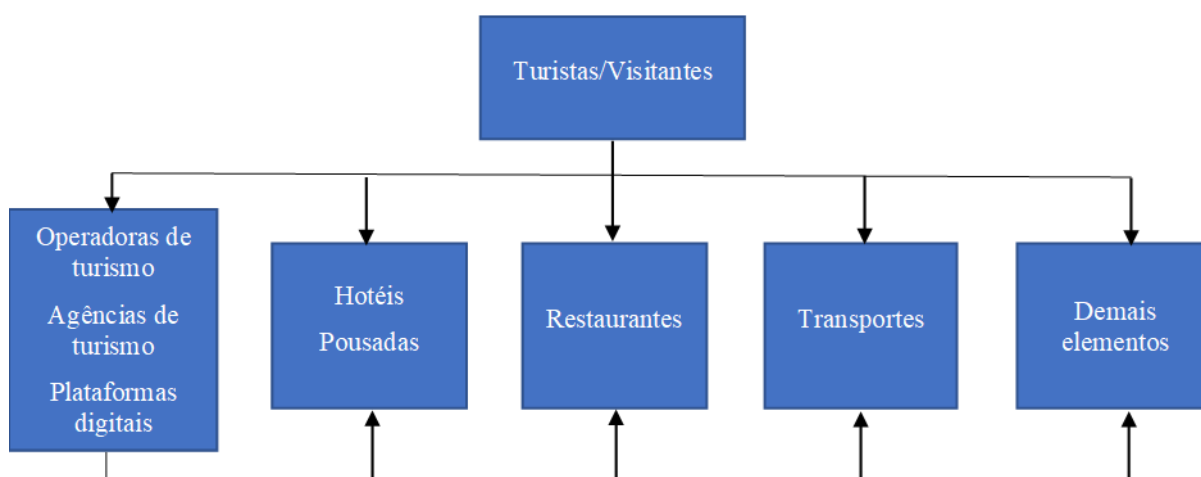 Turistas/Visitantes
Operadoras de
turismo
Agências de
turismo
Plataformas
digitais
Hotéis
Pousadas
Restaurantes
Transportes
Demais
elementos